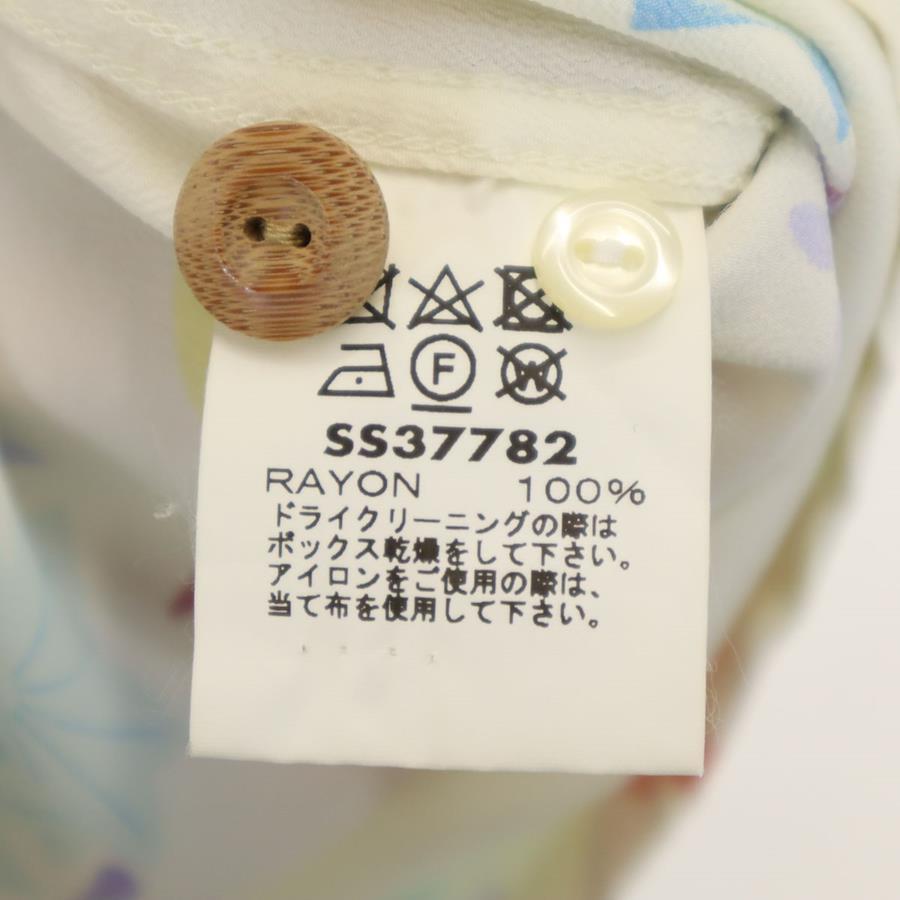 F
W
SS37782
RAYON 100%
ドライクリーニングの際は
ボックス乾燥をして下さい。
アイロンをご使用の際は、
当て布を使用して下さい。